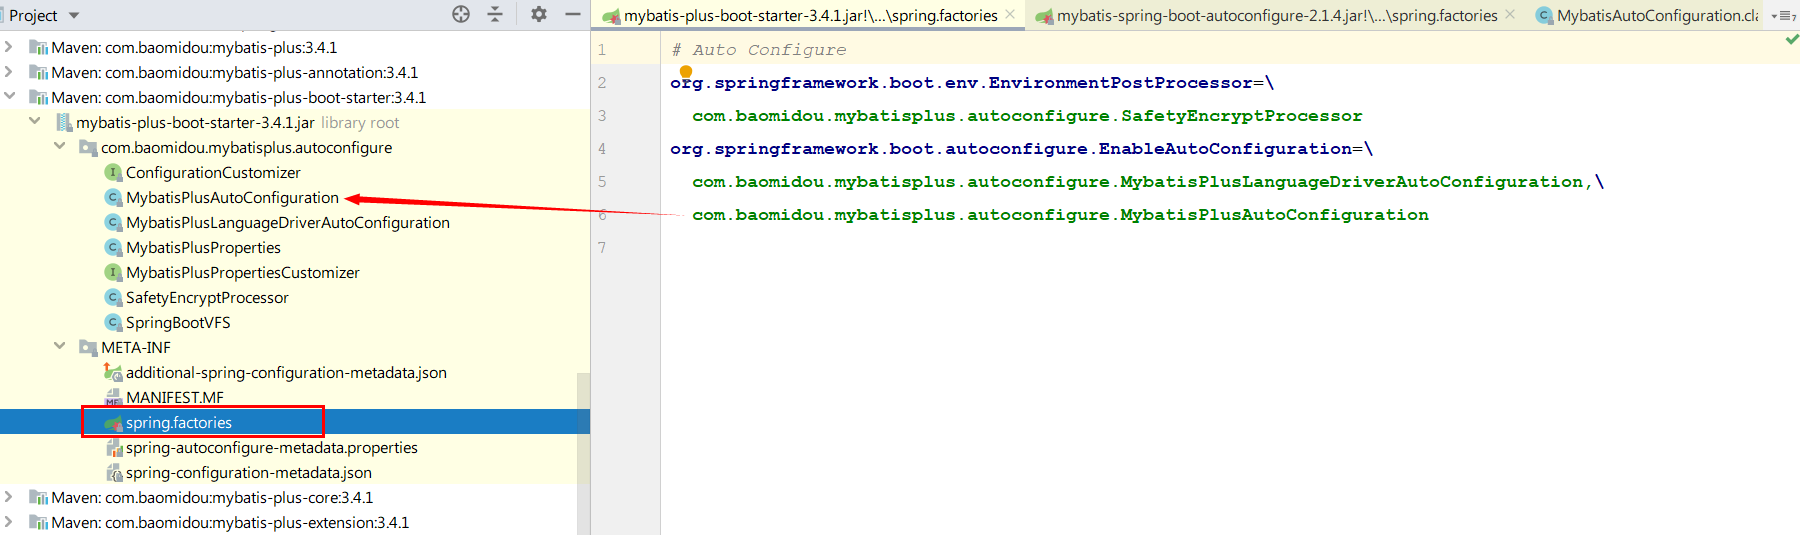 Project
Maven: com.baomidou:mybatis-plus:3.4.1
Maven: com.baomidou:mybatis-plus-annotation:3.4.1
Maven: com.baomidou:mybatis-plus-boot-starter:3.4.1
mybatis-plus-boot-starter-3.4.1.jar library root
com.baomidou.mybatisplus.autoconfigure
ConfigurationCustomizer
MybatisPlusAutoConfiguration
MybatisPlusLanguageDriverAutoConfiguration
MybatisPlusProperties
MybatisPlusPropertiesCustomizer
SafetyEncryptProcessor
SpringBootVFS
META-INF
additional-spring-configuration-metadata.json
MANIFEST.MF
spring.factories
spring-autoconfigure-metadata.properties
spring-configuration-metadata.json
Maven: com.baomidou:mybatis-plus-core:3.4.1
Maven: com.baomidou:mybatis-plus-extension:3.4.1
mybatis-plus-boot-starter-3.4.1.jar!\...\spring.factories
mybatis-spring-boot-autoconfigure-2.1.4.jar!\...\spring.factories
MybatisAutoConfiguration.cla
7
1 # Auto Configure
2 org.springframework.boot.env.EnvironmentPostProcessor=\
3 com.baomidou.mybatisplus.autoconfigure.SafetyEncryptProcessor
4 org.springframework.boot.autoconfigure.EnableAutoConfiguration=\
5 com.baomidou.mybatisplus.autoconfigure.MybatisPlusLanguageDriverAutoConfiguration,\
6 com.baomidou.mybatisplus.autoconfigure.MybatisPlusAutoConfiguration
7